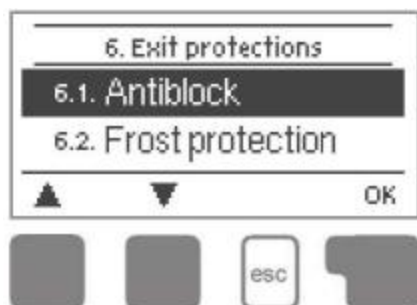 6. Exit protections
6.1. Antiblock
6.2. Frost protection
▲ ▼ OK
esc